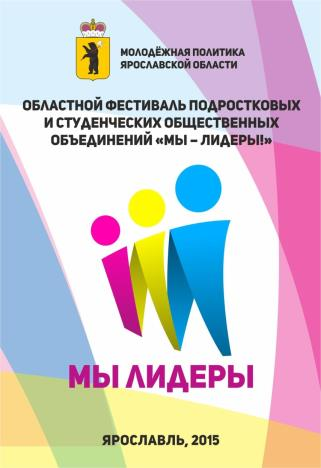 МОЛОДЁЖНАЯ ПОЛИТИКА
ЯРОСЛАВСКОЙ ОБЛАСТИ
ОБЛАСТНОЙ ФЕСТИВАЛЬ ПОДРОСТКОВЫХ
И СТУДЕНЧЕСКИХ ОБЩЕСТВЕННЫХ
ОБЪЕДИНЕНИЙ «МЫ – ЛИДЕРЫ!»
МЫ ЛИДЕРЫ
ЯРОСЛАВЛЬ, 2015